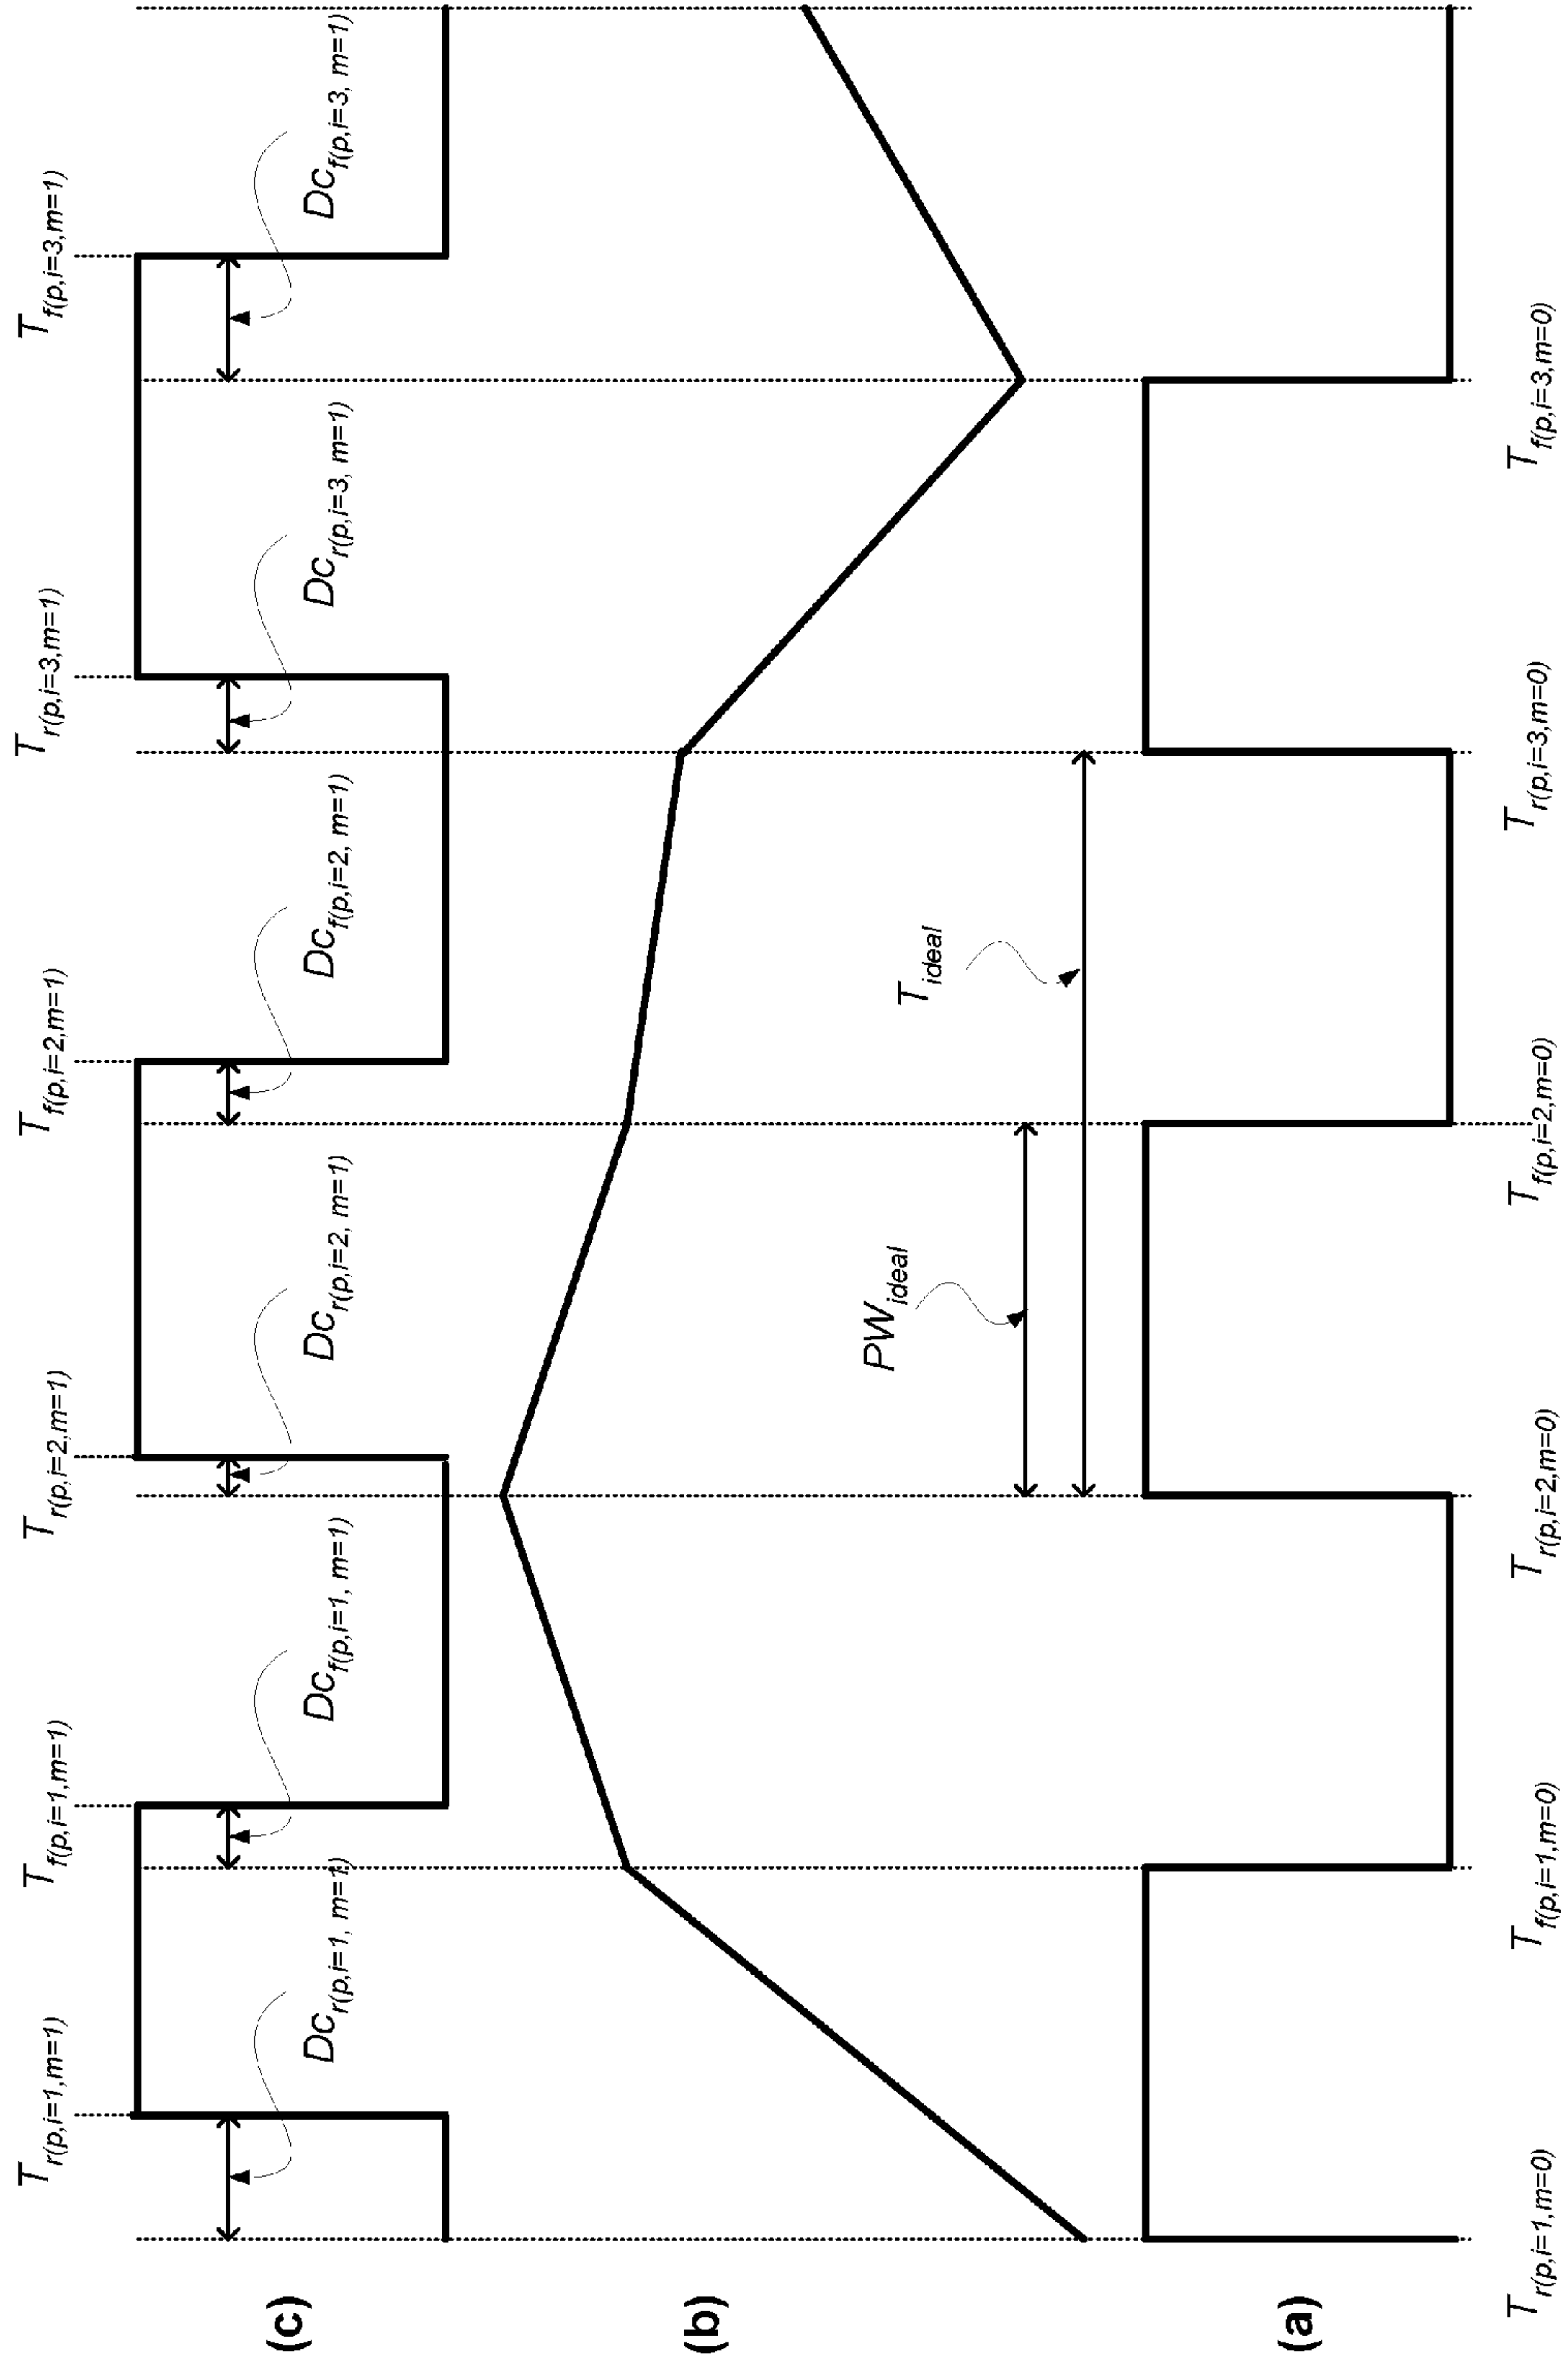 T_r(p,i=1,m=1)
T_f(p,i=1,m=1)
T_r(p,i=2,m=1)
T_f(p,i=2,m=1)
T_r(p,i=3,m=1)
T_f(p,i=3,m=1)
(c)
Dc_r(p,i=1, m=1)
Dc_f(p,i=1, m=1)
Dc_r(p,i=2, m=1)
Dc_f(p,i=2, m=1)
Dc_r(p,i=3, m=1)
Dc_f(p,i=3, m=1)
(b)
PW_ideal
T_ideal
(a)
T_r(p,i=1,m=0)
T_f(p,i=1,m=0)
T_r(p,i=2,m=0)
T_f(p,i=2,m=0)
T_r(p,i=3,m=0)
T_f(p,i=3,m=0)